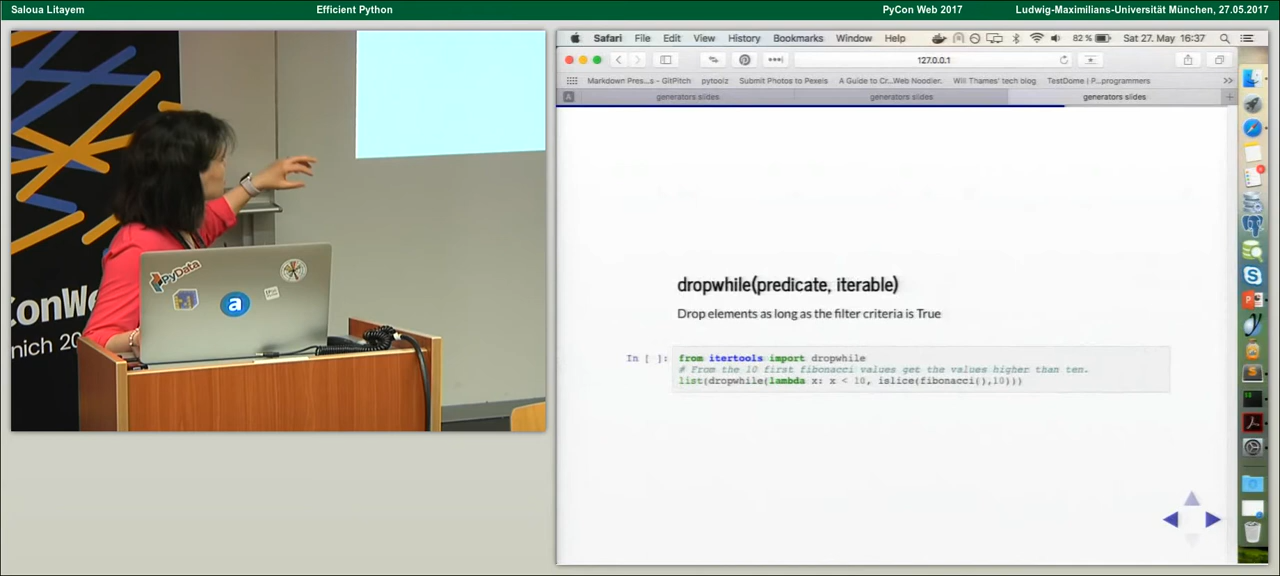 Saloua Litayem
Efficient Python
PyCon Web 2017
Ludwig-Maximilians-Universität München, 27.05.2017
Safari File Edit View History Bookmarks Window Help
82 % Sat 27. May 16:37
127.0.0.1
Markdown Pres...s - GitPitch pytoolz Submit Photos to Pexels A Guide to Cr...Web Noodler. Will Thames' tech blog TestDome | P...programmers
generators slides generators slides generators slides
PyData
a
ConWe
nich 20
dropwhile(predicate, iterable)
Drop elements as long as the filter criteria is True
In [ ]:
from itertools import dropwhile
# From the 10 first fibonacci values get the values higher than ten.
list(dropwhile(lambda x: x < 10, islice(fibonacci(),10)))